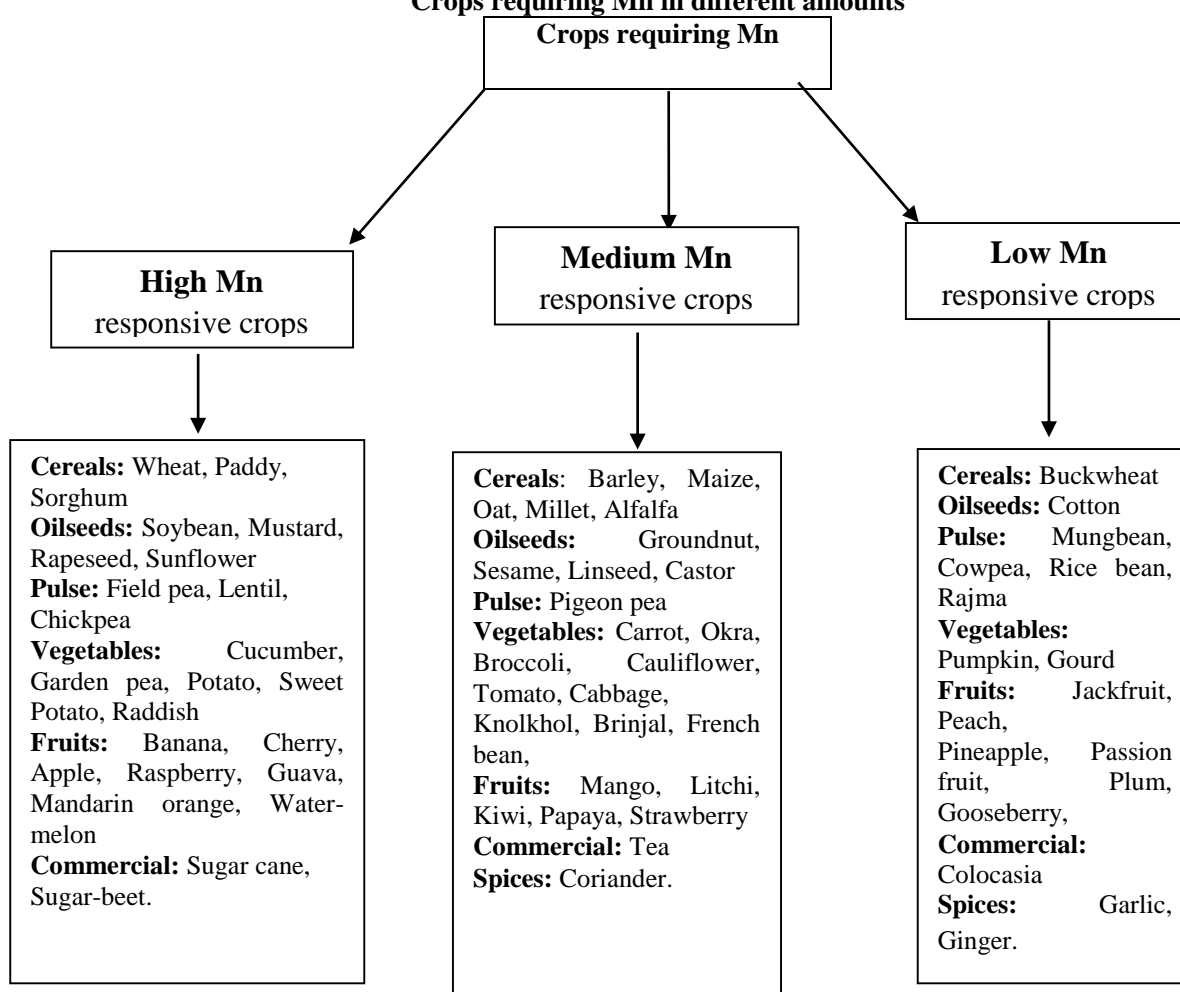 Crops requiring Mn in different amounts
Crops requiring Mn
High Mn
responsive crops
Medium Mn
responsive crops
Low Mn
responsive crops
Cereals: Wheat, Paddy,
Sorghum
Oilseeds: Soybean, Mustard,
Rapeseed, Sunflower
Pulse: Field pea, Lentil,
Chickpea
Vegetables: Cucumber,
Garden pea, Potato, Sweet
Potato, Raddish
Fruits: Banana, Cherry,
Apple, Raspberry, Guava,
Mandarin orange, Water-
melon
Commercial: Sugar cane,
Sugar-beet.
Cereals: Barley, Maize,
Oat, Millet, Alfalfa
Oilseeds: Groundnut,
Sesame, Linseed, Castor
Pulse: Pigeon pea
Vegetables: Carrot, Okra,
Broccoli, Cauliflower,
Tomato, Cabbage,
Knolkhol, Brinjal, French
bean,
Fruits: Mango, Litchi,
Kiwi, Papaya, Strawberry
Commercial: Tea
Spices: Coriander.
Cereals: Buckwheat
Oilseeds: Cotton
Pulse: Mungbean,
Cowpea, Rice bean,
Rajma
Vegetables:
Pumpkin, Gourd
Fruits: Jackfruit,
Peach,
Pineapple, Passion
fruit, Plum,
Gooseberry,
Commercial:
Colocasia
Spices: Garlic,
Ginger.